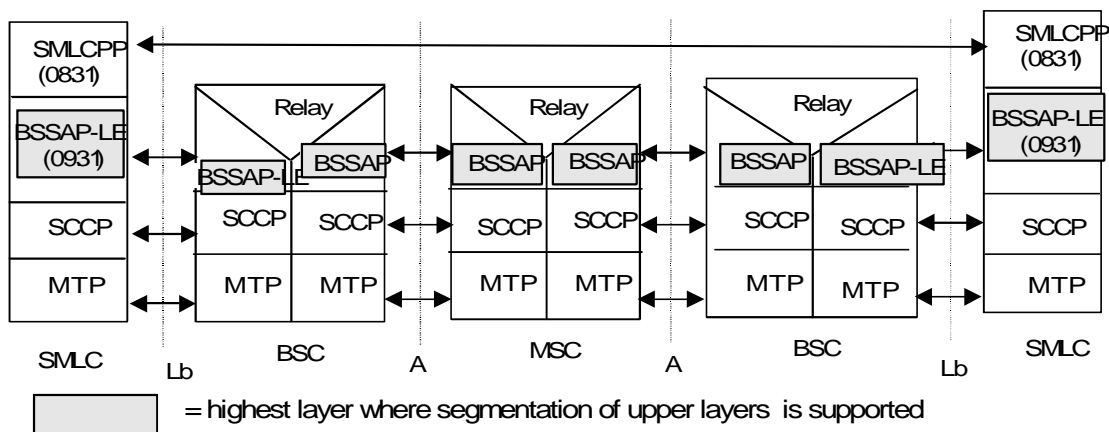 SMLCPP
(0831)
SMLCPP
(0831)
Relay
Relay
Relay
BSSAP-LE
(0931)
BSSAP-LE
BSSAP
BSSAP
BSSAP
BSSAP
BSSAP-LE
BSSAP-LE
(0931)
SCCP
SCCP
SCCP
SCCP
SCCP
SCCP
SCCP
SCCP
MTP
MTP
MTP
MTP
MTP
MTP
MTP
MTP
SMLC
Lb
BSC
A
MSC
A
BSC
Lb
SMLC
= highest layer where segmentation of upper layers is supported